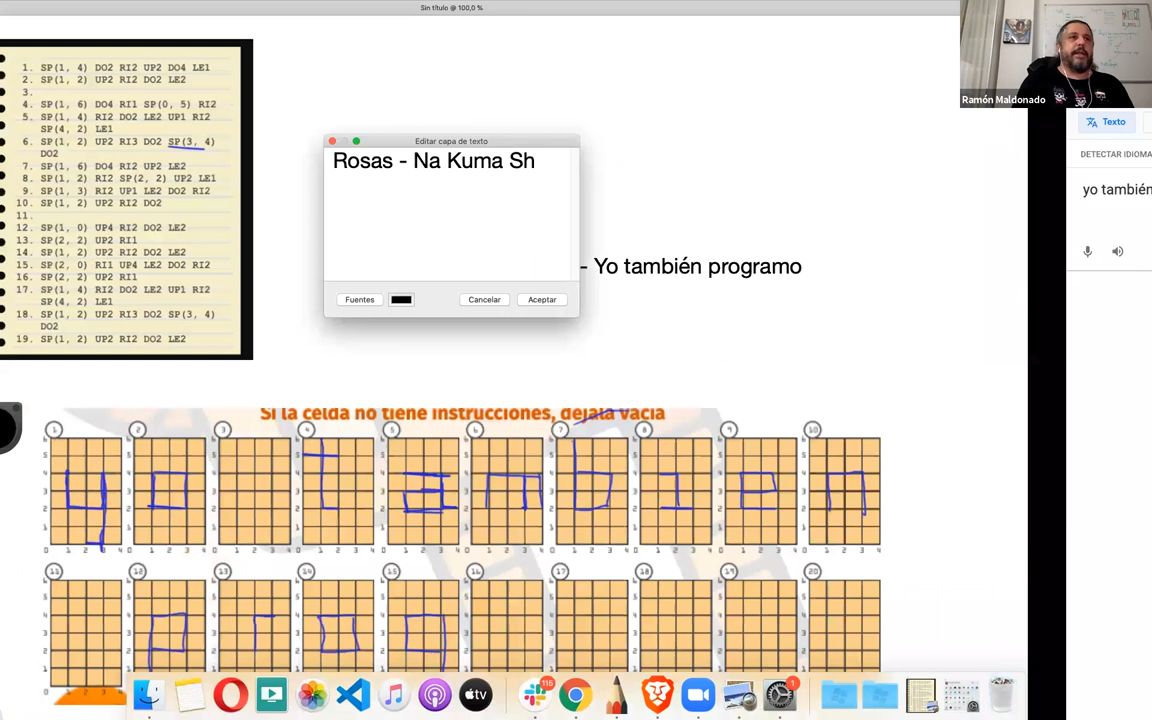 Sin título @ 100,0 %
1. SP(1, 4) DO2 RI2 UP2 DO4 LE1
2. SP(1, 2) UP2 RI2 DO2 LE2
3.
4. SP(1, 6) DO4 RI1 SP(0, 5) RI2
5. SP(1, 4) RI2 DO2 LE2 UP1 RI2
SP(4, 2) LE1
6. SP(1, 2) UP2 RI3 DO2 SP(3, 4)
DO2
7. SP(1, 6) DO4 RI2 UP2 LE2
8. SP(1, 2) RI2 SP(2, 2) UP2 LE1
9. SP(1, 3) RI2 UP1 LE2 DO2 RI2
10. SP(1, 2) UP2 RI2 DO2
11.
12. SP(1, 0) UP4 RI2 DO2 LE2
13. SP(2, 2) UP2 RI1
14. SP(1, 2) UP2 RI2 DO2 LE2
15. SP(2, 0) RI1 UP4 LE2 DO2 RI2
16. SP(2, 2) UP2 RI1
17. SP(1, 4) RI2 DO2 LE2 UP1 RI2
SP(4, 2) LE1
18. SP(1, 2) UP2 RI3 DO2 SP(3, 4)
DO2
19. SP(1, 2) UP2 RI2 DO2 LE2
Editar capa de texto
Rosas - Na Kuma Sh
Fuentes
Cancelar
Aceptar
- Yo también programo
Ramón Maldonado
Texto
DETECTAR IDIOMA
yo también
Si la celda no tiene instrucciones, déjala vacía
1 2 3 4 5 6 7 8 9 10
11 12 13 14 15 16 17 18 19 20
tv
115
1